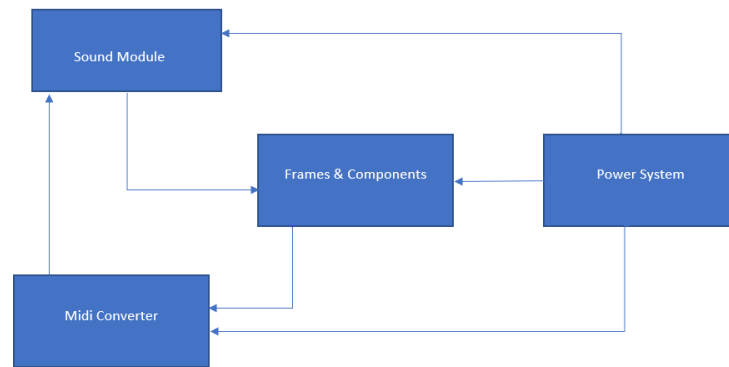 Sound Module
Frames & Components
Power System
Midi Converter